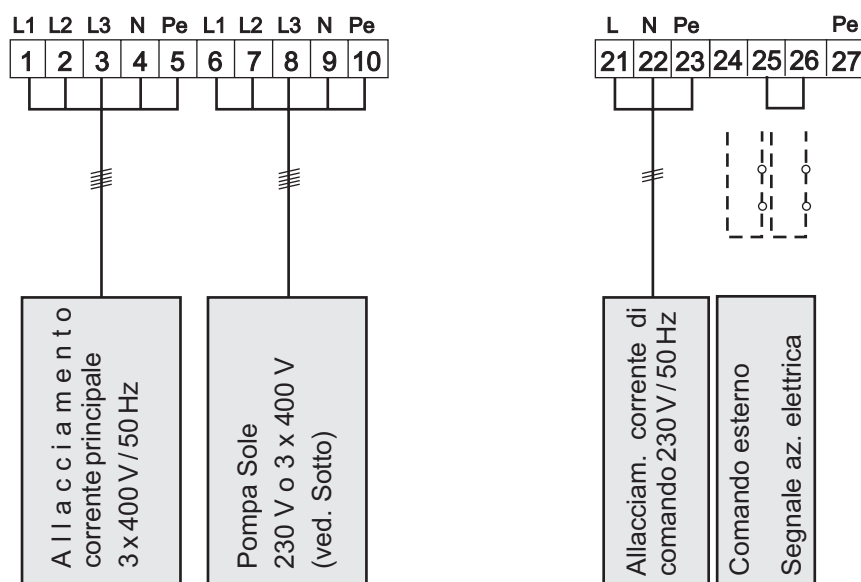 L1 L2 L3 N Pe L1 L2 L3 N Pe
1 2 3 4 5 6 7 8 9 10
L N Pe Pe
21 22 23 24 25 26 27
Allacciamento
corrente principale
3 x 400 V / 50 Hz
Pompa Sole
230 V o 3 x 400 V
(ved. Sotto)
Allacciam. corrente di
comando 230 V / 50 Hz
Comando esterno
Segnale az. elettrica